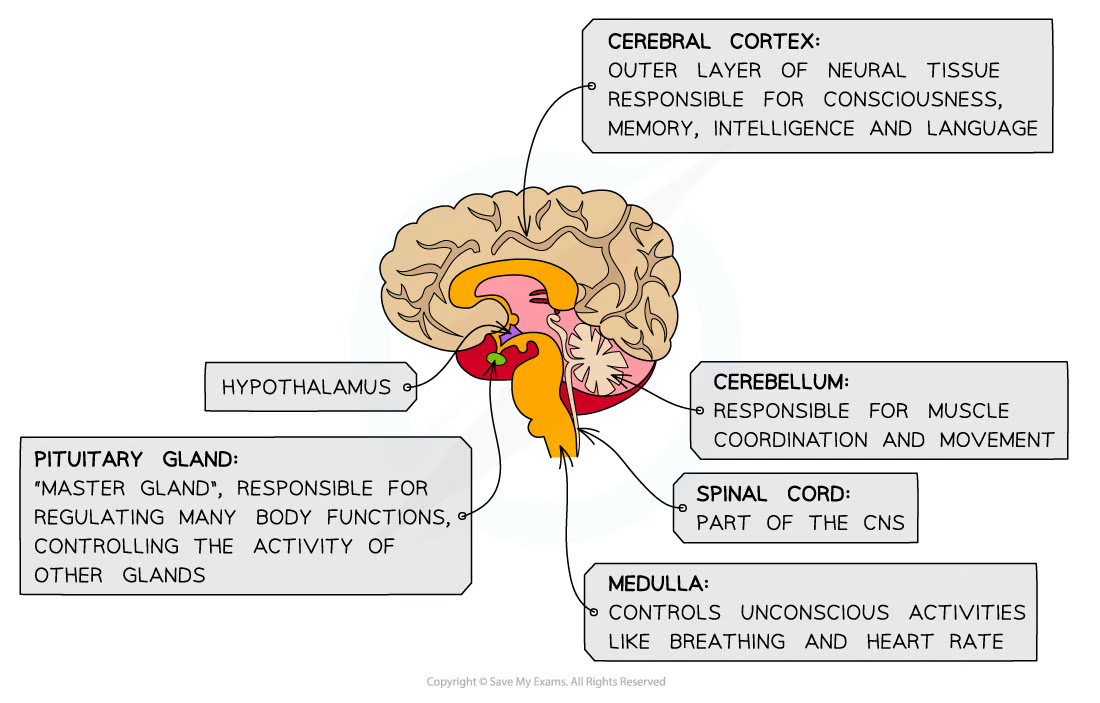 CEREBRAL CORTEX:
OUTER LAYER OF NEURAL TISSUE
RESPONSIBLE FOR CONSCIOUSNESS,
MEMORY, INTELLIGENCE AND LANGUAGE
HYPOTHALAMUS
CEREBELLUM:
RESPONSIBLE FOR MUSCLE
COORDINATION AND MOVEMENT
PITUITARY GLAND:
"MASTER GLAND", RESPONSIBLE FOR
REGULATING MANY BODY FUNCTIONS,
CONTROLLING THE ACTIVITY OF
OTHER GLANDS
SPINAL CORD:
PART OF THE CNS
MEDULLA:
CONTROLS UNCONSCIOUS ACTIVITIES
LIKE BREATHING AND HEART RATE
Copyright © Save My Exams. All Rights Reserved